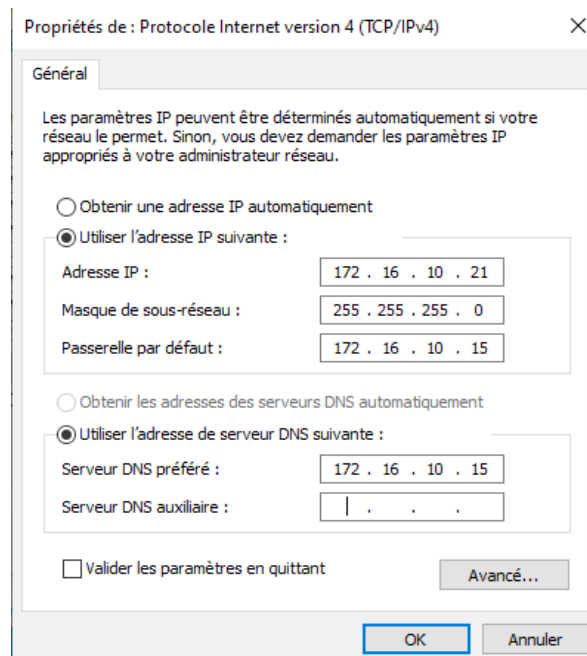 Propriétés de : Protocole Internet version 4 (TCP/IPv4)
Général
Les paramètres IP peuvent être déterminés automatiquement si votre
réseau le permet. Sinon, vous devez demander les paramètres IP
appropriés à votre administrateur réseau.
Obtenir une adresse IP automatiquement
Utiliser l'adresse IP suivante :
Adresse IP : 172 . 16 . 10 . 21
Masque de sous-réseau : 255 . 255 . 255 . 0
Passerelle par défaut : 172 . 16 . 10 . 15
Obtenir les adresses des serveurs DNS automatiquement
Utiliser l'adresse de serveur DNS suivante :
Serveur DNS préféré : 172 . 16 . 10 . 15
Serveur DNS auxiliaire : . . .
Valider les paramètres en quittant
Avancé...
OK Annuler